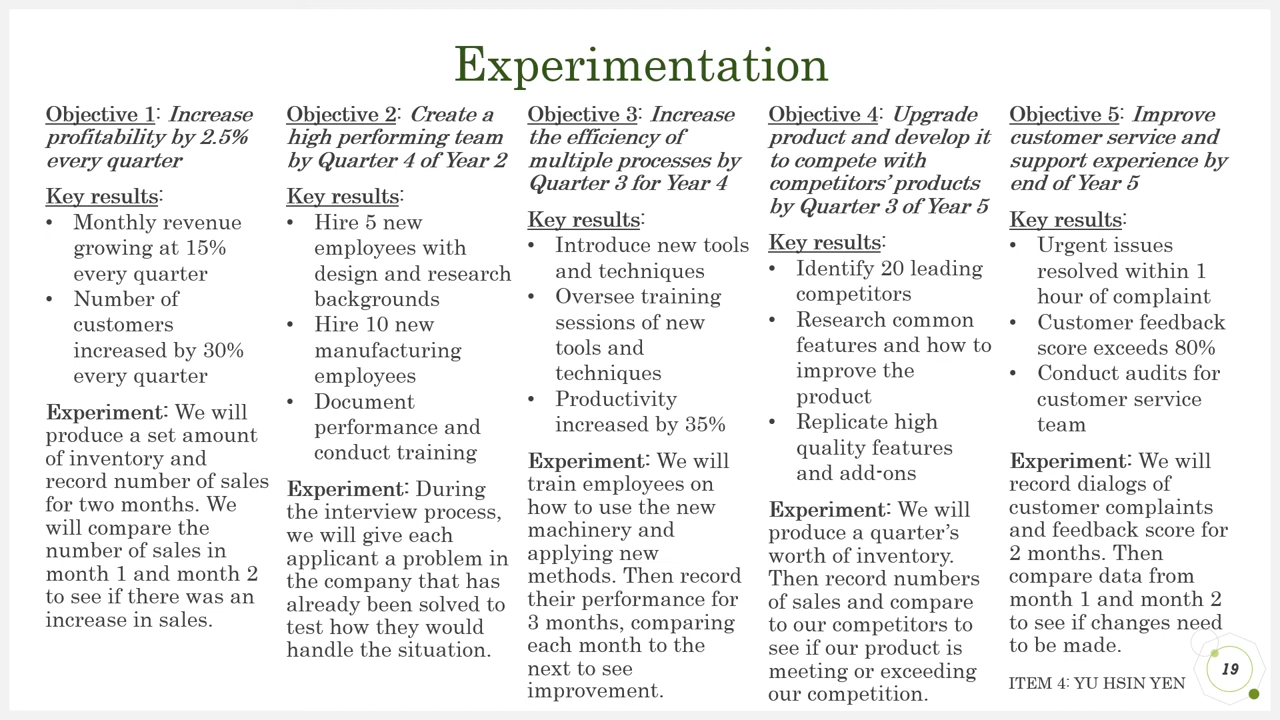 Experimentation
Objective 1: Increase
profitability by 2.5%
every quarter
Key results:
• Monthly revenue
growing at 15%
every quarter
• Number of
customers
increased by 30%
every quarter
Experiment: We will
produce a set amount
of inventory and
record number of sales
for two months. We
will compare the
number of sales in
month 1 and month 2
to see if there was an
increase in sales.
Objective 2: Create a
high performing team
by Quarter 4 of Year 2
Key results:
• Hire 5 new
employees with
design and research
backgrounds
• Hire 10 new
manufacturing
employees
• Document
performance and
conduct training
Experiment: During
the interview process,
we will give each
applicant a problem in
the company that has
already been solved to
test how they would
handle the situation.
Objective 3: Increase
the efficiency of
multiple processes by
Quarter 3 for Year 4
Key results:
• Introduce new tools
and techniques
• Oversee training
sessions of new
tools and
techniques
• Productivity
increased by 35%
Experiment: We will
train employees on
how to use the new
machinery and
applying new
methods. Then record
their performance for
3 months, comparing
each month to the
next to see
improvement.
Objective 4: Upgrade
product and develop it
to compete with
competitors’ products
by Quarter 3 of Year 5
Key results:
• Identify 20 leading
competitors
• Research common
features and how to
improve the
product
• Replicate high
quality features
and add-ons
Experiment: We will
produce a quarter’s
worth of inventory.
Then record numbers
of sales and compare
to our competitors to
see if our product is
meeting or exceeding
our competition.
Objective 5: Improve
customer service and
support experience by
end of Year 5
Key results:
• Urgent issues
resolved within 1
hour of complaint
• Customer feedback
score exceeds 80%
• Conduct audits for
customer service
team
Experiment: We will
record dialogs of
customer complaints
and feedback score for
2 months. Then
compare data from
month 1 and month 2
to see if changes need
to be made.
ITEM 4: YU HSIN YEN
19